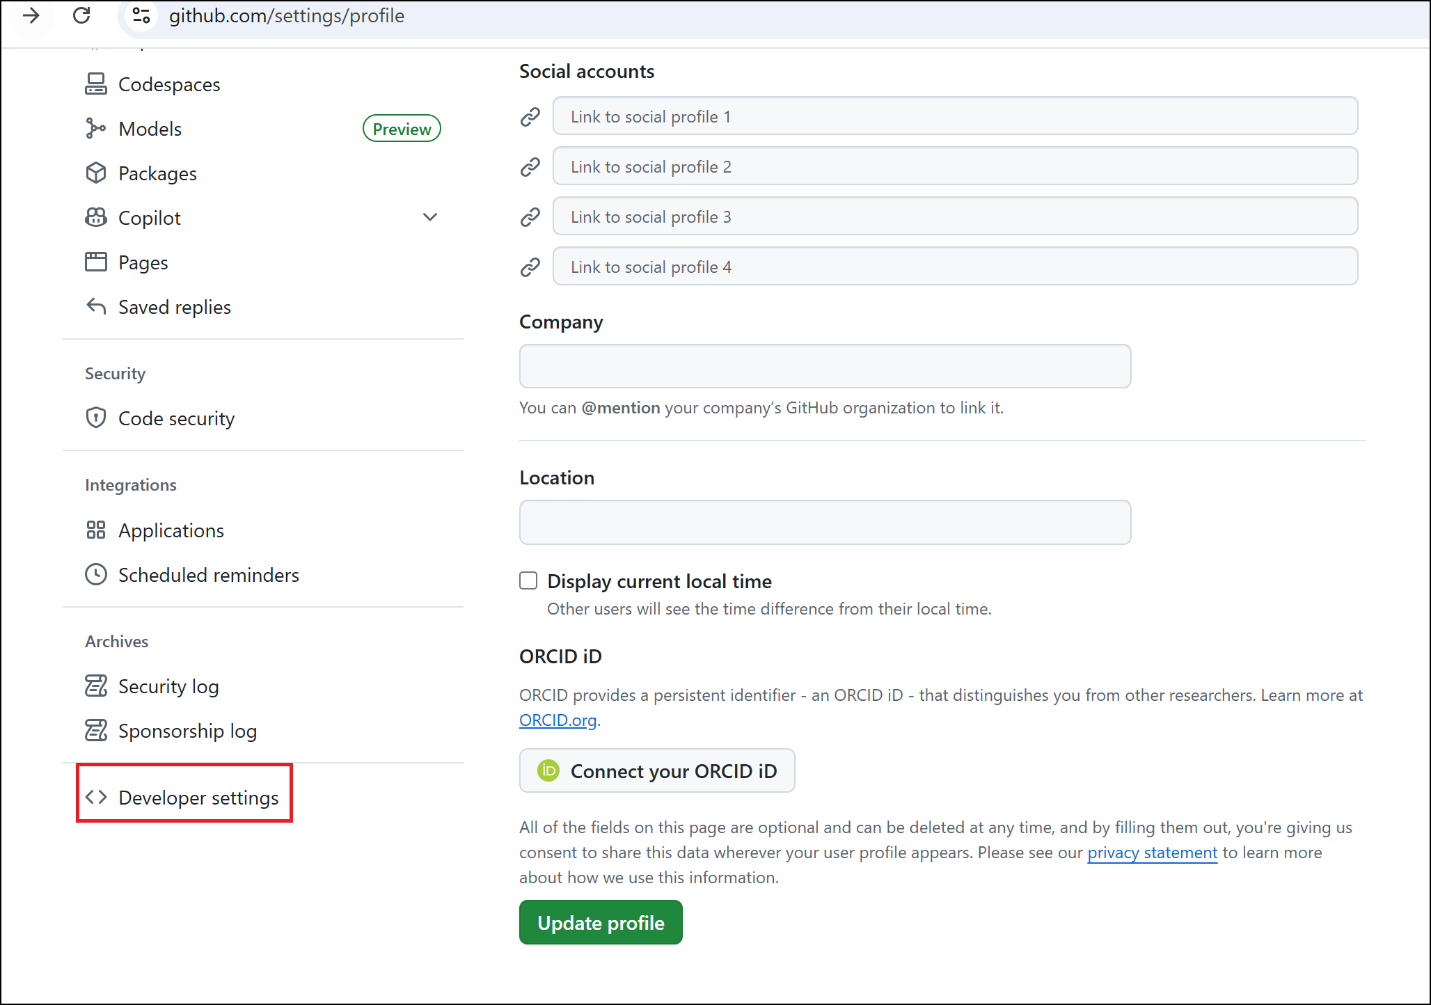 github.com/settings/profile
Codespaces
Models
Preview
Packages
Copilot
Pages
Saved replies
Security
Code security
Integrations
Applications
Scheduled reminders
Archives
Security log
Sponsorship log
Developer settings
Social accounts
Link to social profile 1
Link to social profile 2
Link to social profile 3
Link to social profile 4
Company
You can @mention your company's GitHub organization to link it.
Location
Display current local time
Other users will see the time difference from their local time.
ORCID iD
ORCID provides a persistent identifier - an ORCID iD - that distinguishes you from other researchers. Learn more at
ORCID.org.
iD Connect your ORCID iD
All of the fields on this page are optional and can be deleted at any time, and by filling them out, you're giving us
consent to share this data wherever your user profile appears. Please see our privacy statement to learn more
about how we use this information.
Update profile